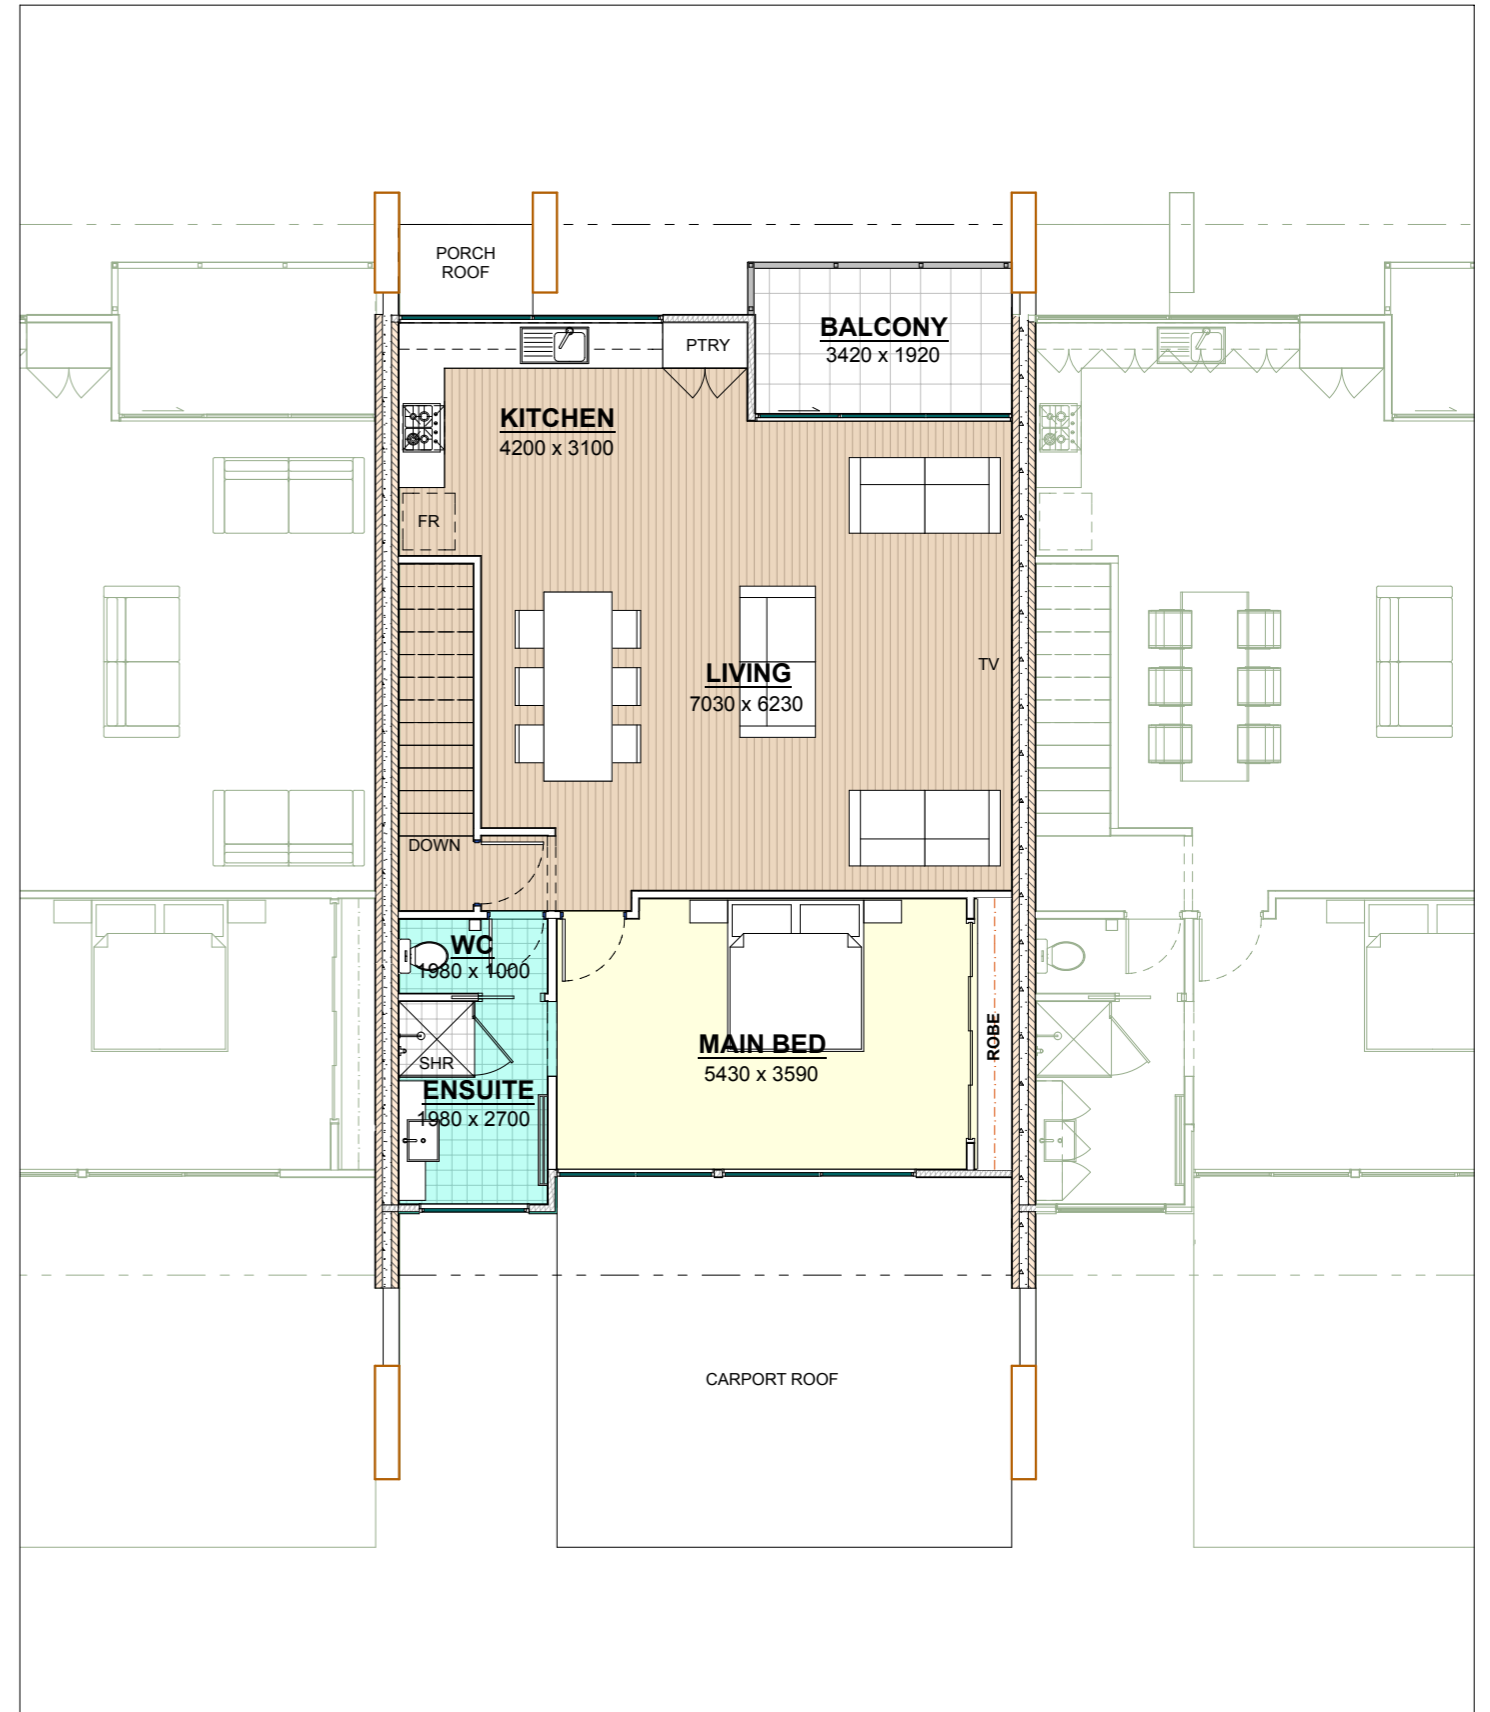 PORCH
ROOF
BALCONY
3420 x 1920
PTRY
KITCHEN
4200 x 3100
FR
LIVING
7030 x 6230
TV
DOWN
WC
1980 x 1000
ROBE
MAIN BED
5430 x 3590
SHR
ENSUITE
1980 x 2700
CARPORT ROOF